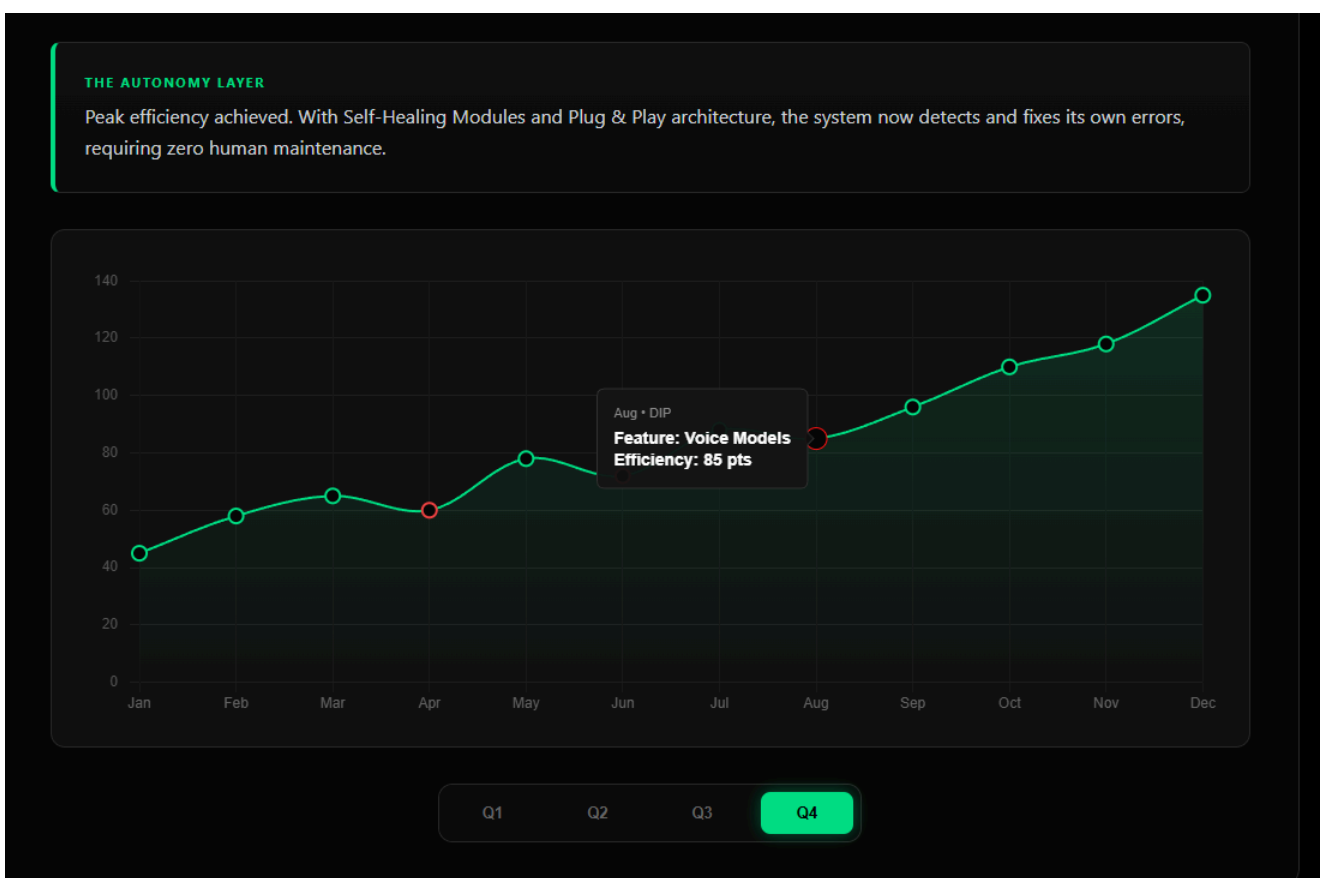 THE AUTONOMY LAYER
Peak efficiency achieved. With Self-Healing Modules and Plug & Play architecture, the system now detects and fixes its own errors,
requiring zero human maintenance.
140
120
100
80
60
40
20
0
Aug • DIP
Feature: Voice Models
Efficiency: 85 pts
Jan Feb Mar Apr May Jun Jul Aug Sep Oct Nov Dec
Q1 Q2 Q3 Q4